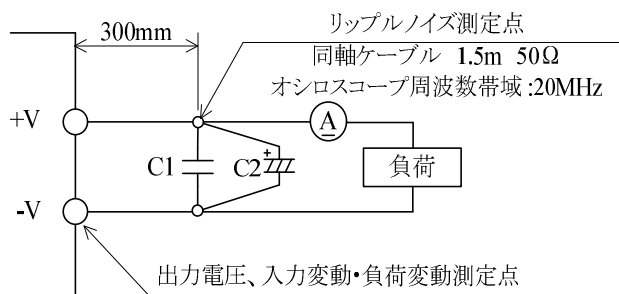 300mm
リップルノイズ測定点
同軸ケーブル 1.5m 50Ω
オシロスコープ周波数帯域:20MHz
+V
A
C1
+
C2
負荷
-V
出力電圧、入力変動・負荷変動測定点